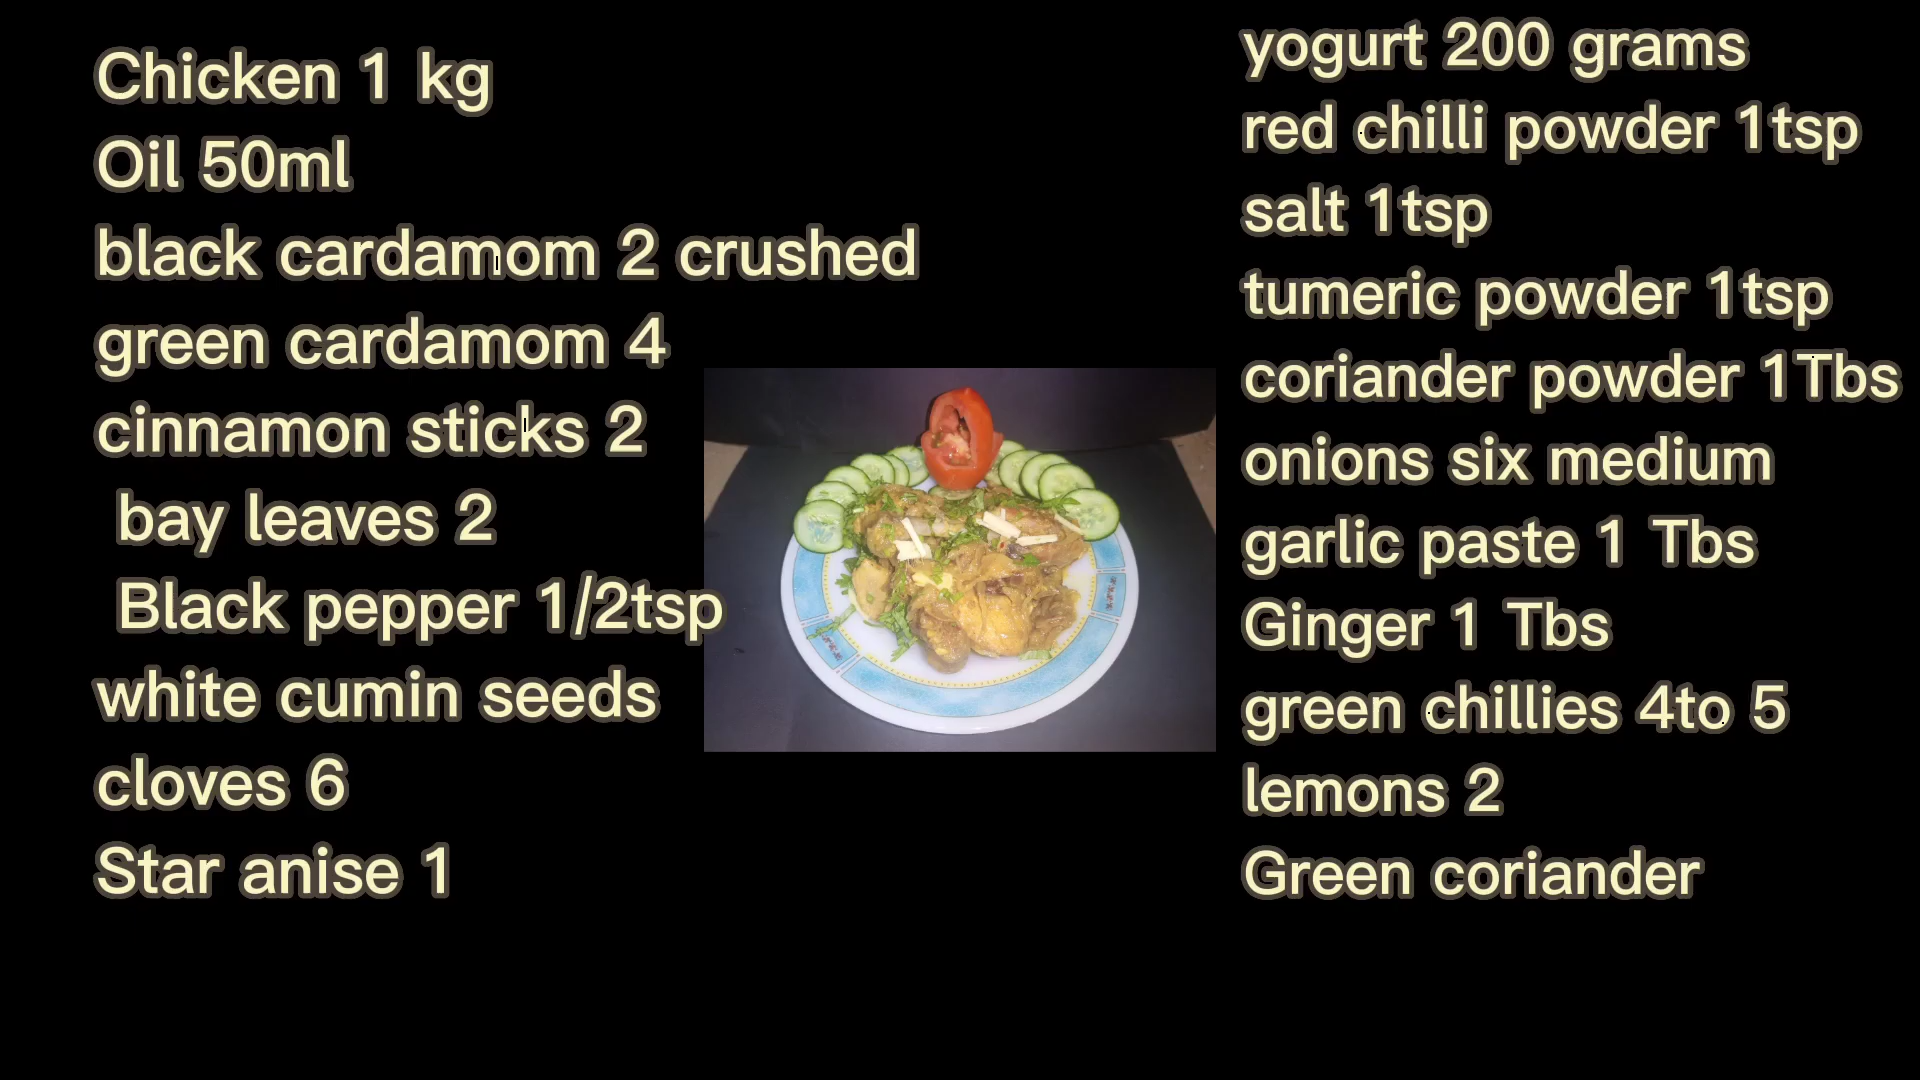 Chicken 1 kg
Oil 50ml
black cardamom 2 crushed
green cardamom 4
cinnamon sticks 2
bay leaves 2
Black pepper 1/2tsp
white cumin seeds
cloves 6
Star anise 1
yogurt 200 grams
red chilli powder 1tsp
salt 1tsp
tumeric powder 1tsp
coriander powder 1Tbs
onions six medium
garlic paste 1 Tbs
Ginger 1 Tbs
green chillies 4to 5
lemons 2
Green coriander